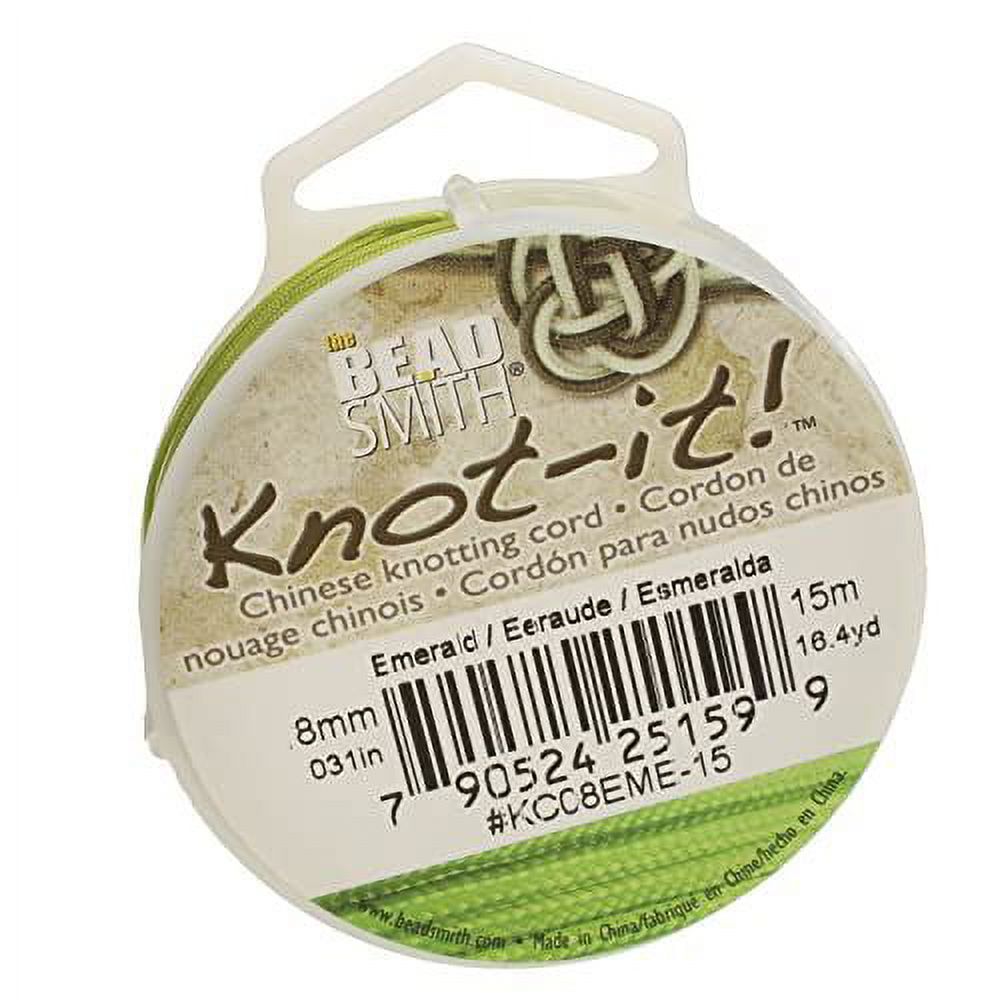 the
BEAD
SMITH®
Knot-it!™
Chinese knotting cord • Cordon de
nouage chinois • Cordón para nudos chinos
Emerald / Eeraude / Esmeralda
.8mm
031in
15m
16.4yd
7 90524 25159 9
#KC08EME-15
www.beadsmith.com • Made in China/fabriqué en Chine/hecho en China.